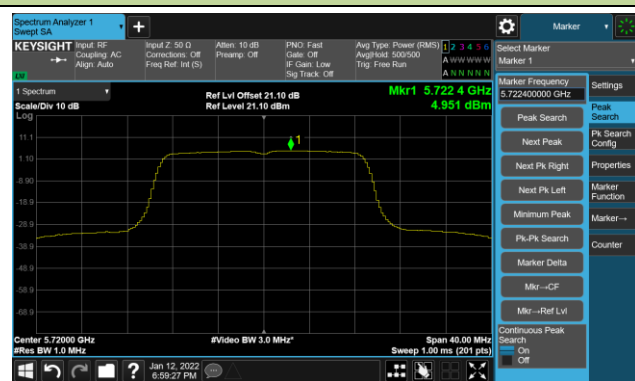 Spectrum Analyzer 1
Swept SA
Marker
KEYSIGHT
Input: RF
Coupling: AC
Align: Auto
Input Z: 50 Ω
Corrections: Off
Freq Ref: Int (S)
Atten: 10 dB
Preamp: Off
PNO: Fast
Gate: Off
IF Gain: Low
Sig Track: Off
Avg Type: Power (RMS)
Avg|Hold: 500/500
Trig: Free Run
1 2 3 4 5 6
A W W W W W
A N N N N N
LW
Select Marker
Marker 1
1 Spectrum
Scale/Div 10 dB
Log
Ref Lvl Offset 21.10 dB
Ref Level 21.10 dBm
Mkr1 5.722 4 GHz
4.951 dBm
1
11.1
1.10
-8.90
-18.9
-28.9
-38.9
-48.9
-58.9
-68.9
Center 5.72000 GHz
#Res BW 1.0 MHz
#Video BW 3.0 MHz*
Span 40.00 MHz
Sweep 1.00 ms (201 pts)
Marker Frequency
5.722400000 GHz
Peak Search
Next Peak
Next Pk Right
Next Pk Left
Minimum Peak
Pk-Pk Search
Marker Delta
Mkr→CF
Mkr→Ref Lvl
Continuous Peak
Search
On
Off
Settings
Peak
Search
Pk Search
Config
Properties
Marker
Function
Marker→
Counter
?
Jan 12, 2022
6:59:27 PM